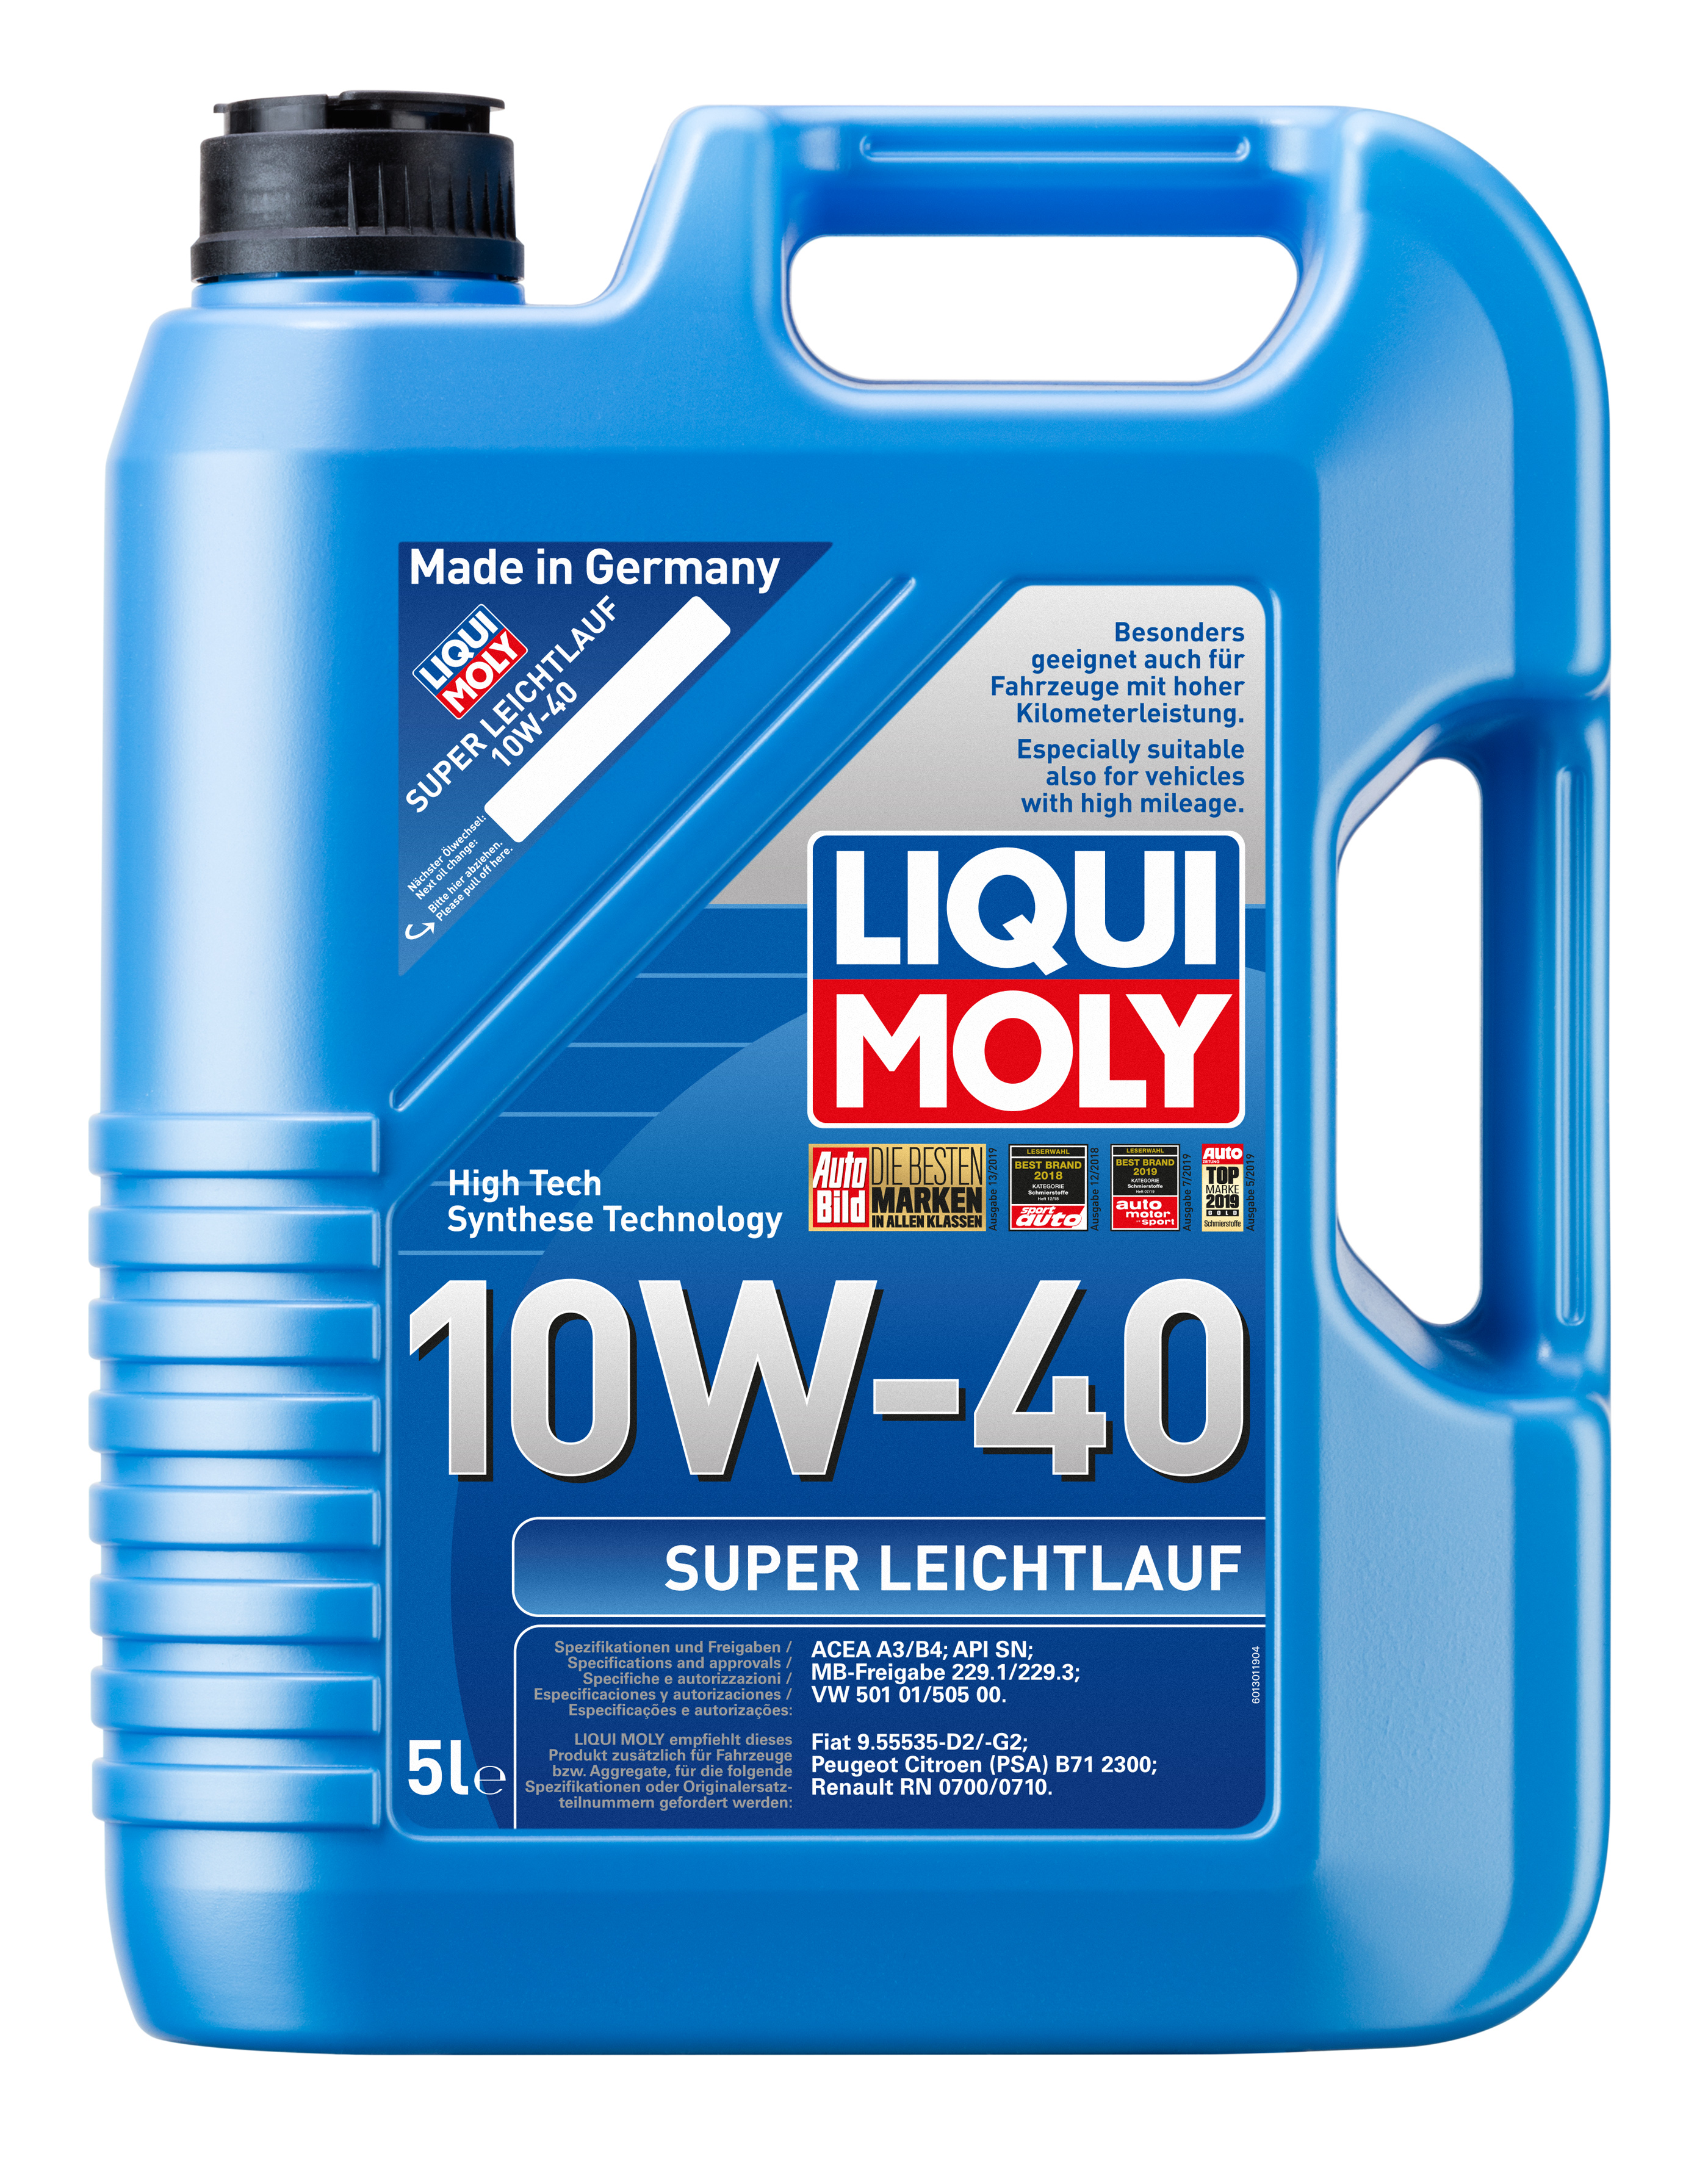 Made in Germany
LIQUI
MOLY
SUPER LEICHTLAUF
10W-40
Nächster Ölwechsel:
Next oil change:
Bitte hier abziehen.
Please pull off here.
Besonders
geeignet auch für
Fahrzeuge mit hoher
Kilometerleistung.
Especially suitable
also for vehicles
with high mileage.
LIQUI
MOLY
Auto
Bild
DIE BESTEN
MARKEN
IN ALLEN KLASSEN
Ausgabe 13/2019
LESERWAHL
BEST BRAND
2018
KATEGORIE
Schmierstoffe
Heft 12/18
sport
auto
Ausgabe 12/2018
LESERWAHL
BEST BRAND
2019
KATEGORIE
Schmierstoffe
Heft 07/19
auto
motor
sport
Ausgabe 7/2019
Auto
ZEITUNG
TOP
MARKE
2019
GOLD
Schmierstoffe
Ausgabe 5/2019
High Tech
Synthese Technology
10W-40
SUPER LEICHTLAUF
Spezifikationen und Freigaben /
Specifications and approvals /
Specifiche e autorizzazioni /
Especificaciones y autorizaciones /
Especificações e autorizações:
ACEA A3/B4; API SN;
MB-Freigabe 229.1/229.3;
VW 501 01/505 00.
6013011904
LIQUI MOLY empfiehlt dieses
Produkt zusätzlich für Fahrzeuge
bzw. Aggregate, für die folgende
Spezifikationen oder Originalersatz-
teilnummern gefordert werden:
Fiat 9.55535-D2/-G2;
Peugeot Citroen (PSA) B71 2300;
Renault RN 0700/0710.
5l e